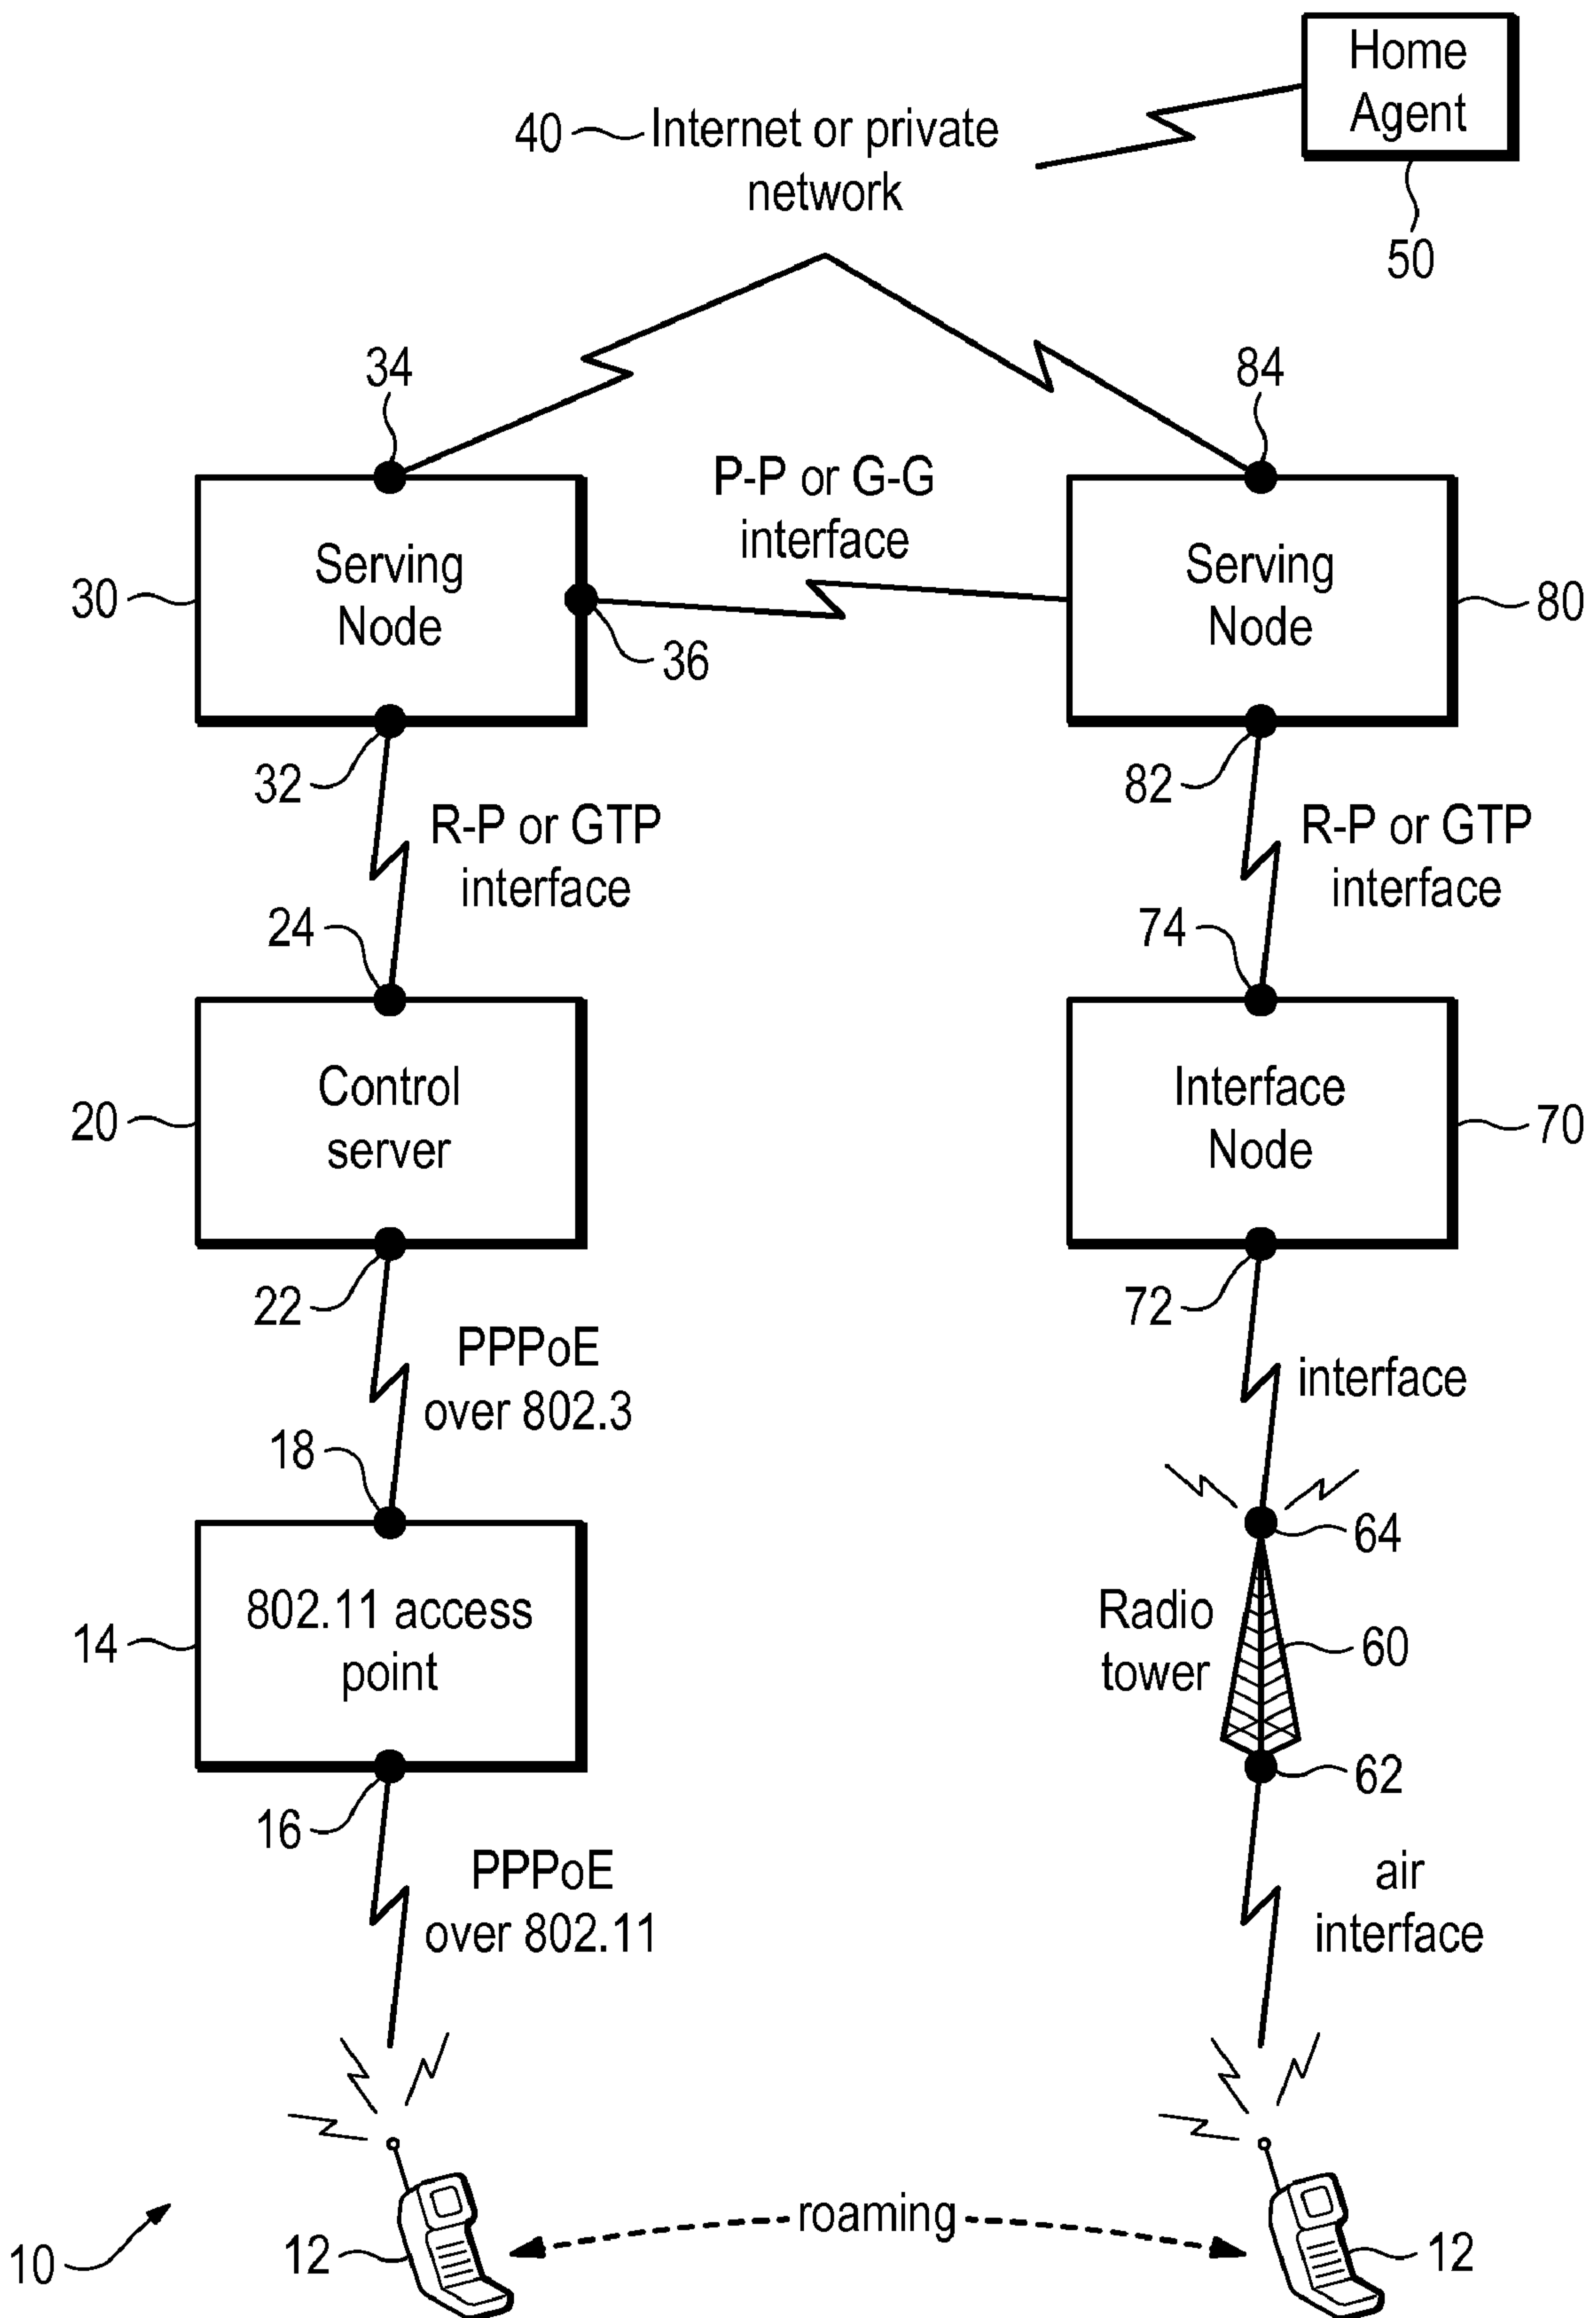 Home
Agent
50
40
Internet or private
network
34
84
P-P or G-G
interface
30
Serving
Node
36
Serving
Node
80
32
R-P or GTP
interface
82
R-P or GTP
interface
24
74
20
Control
server
Interface
Node
70
22
72
PPPoE
over 802.3
interface
18
64
14
802.11 access
point
Radio
tower
60
62
16
PPPoE
over 802.11
air
interface
roaming
10
12
12